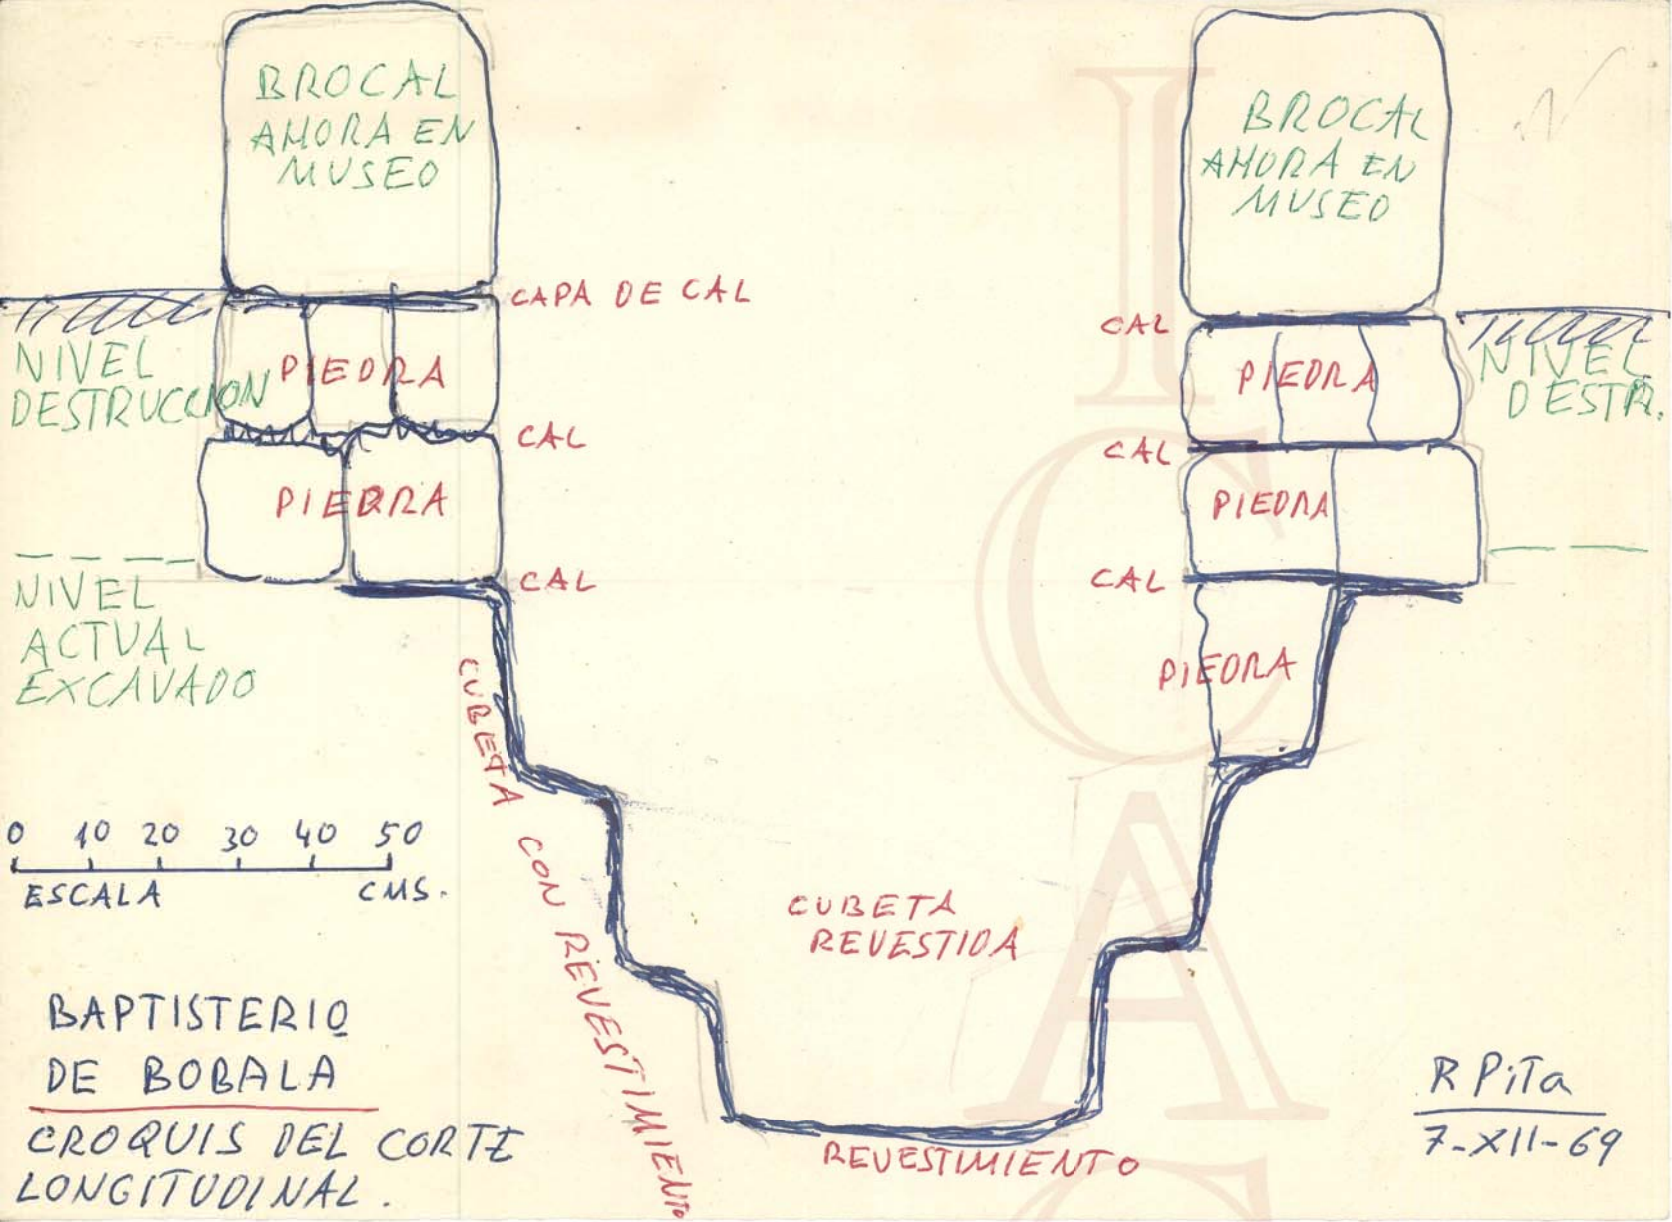 BROCAL
AHORA EN
MUSEO
BROCAL
AHORA EN
MUSEO
CAPA DE CAL
CAL
NIVEL
DESTRUCCION
PIEDRA
PIEDRA
NIVEL
DESTR.
CAL
CAL
PIEDRA
PIEDRA
CAL
CAL
NIVEL
ACTUAL
EXCAVADO
PIEDRA
CUBETA CON REVESTIMIENTO
0 10 20 30 40 50
ESCALA CMS.
CUBETA
REVESTIDA
BAPTISTERIO
DE BOBALA
CROQUIS DEL CORTE
LONGITUDINAL.
REVESTIMIENTO
R PiTa
7-XII-69
ICAC